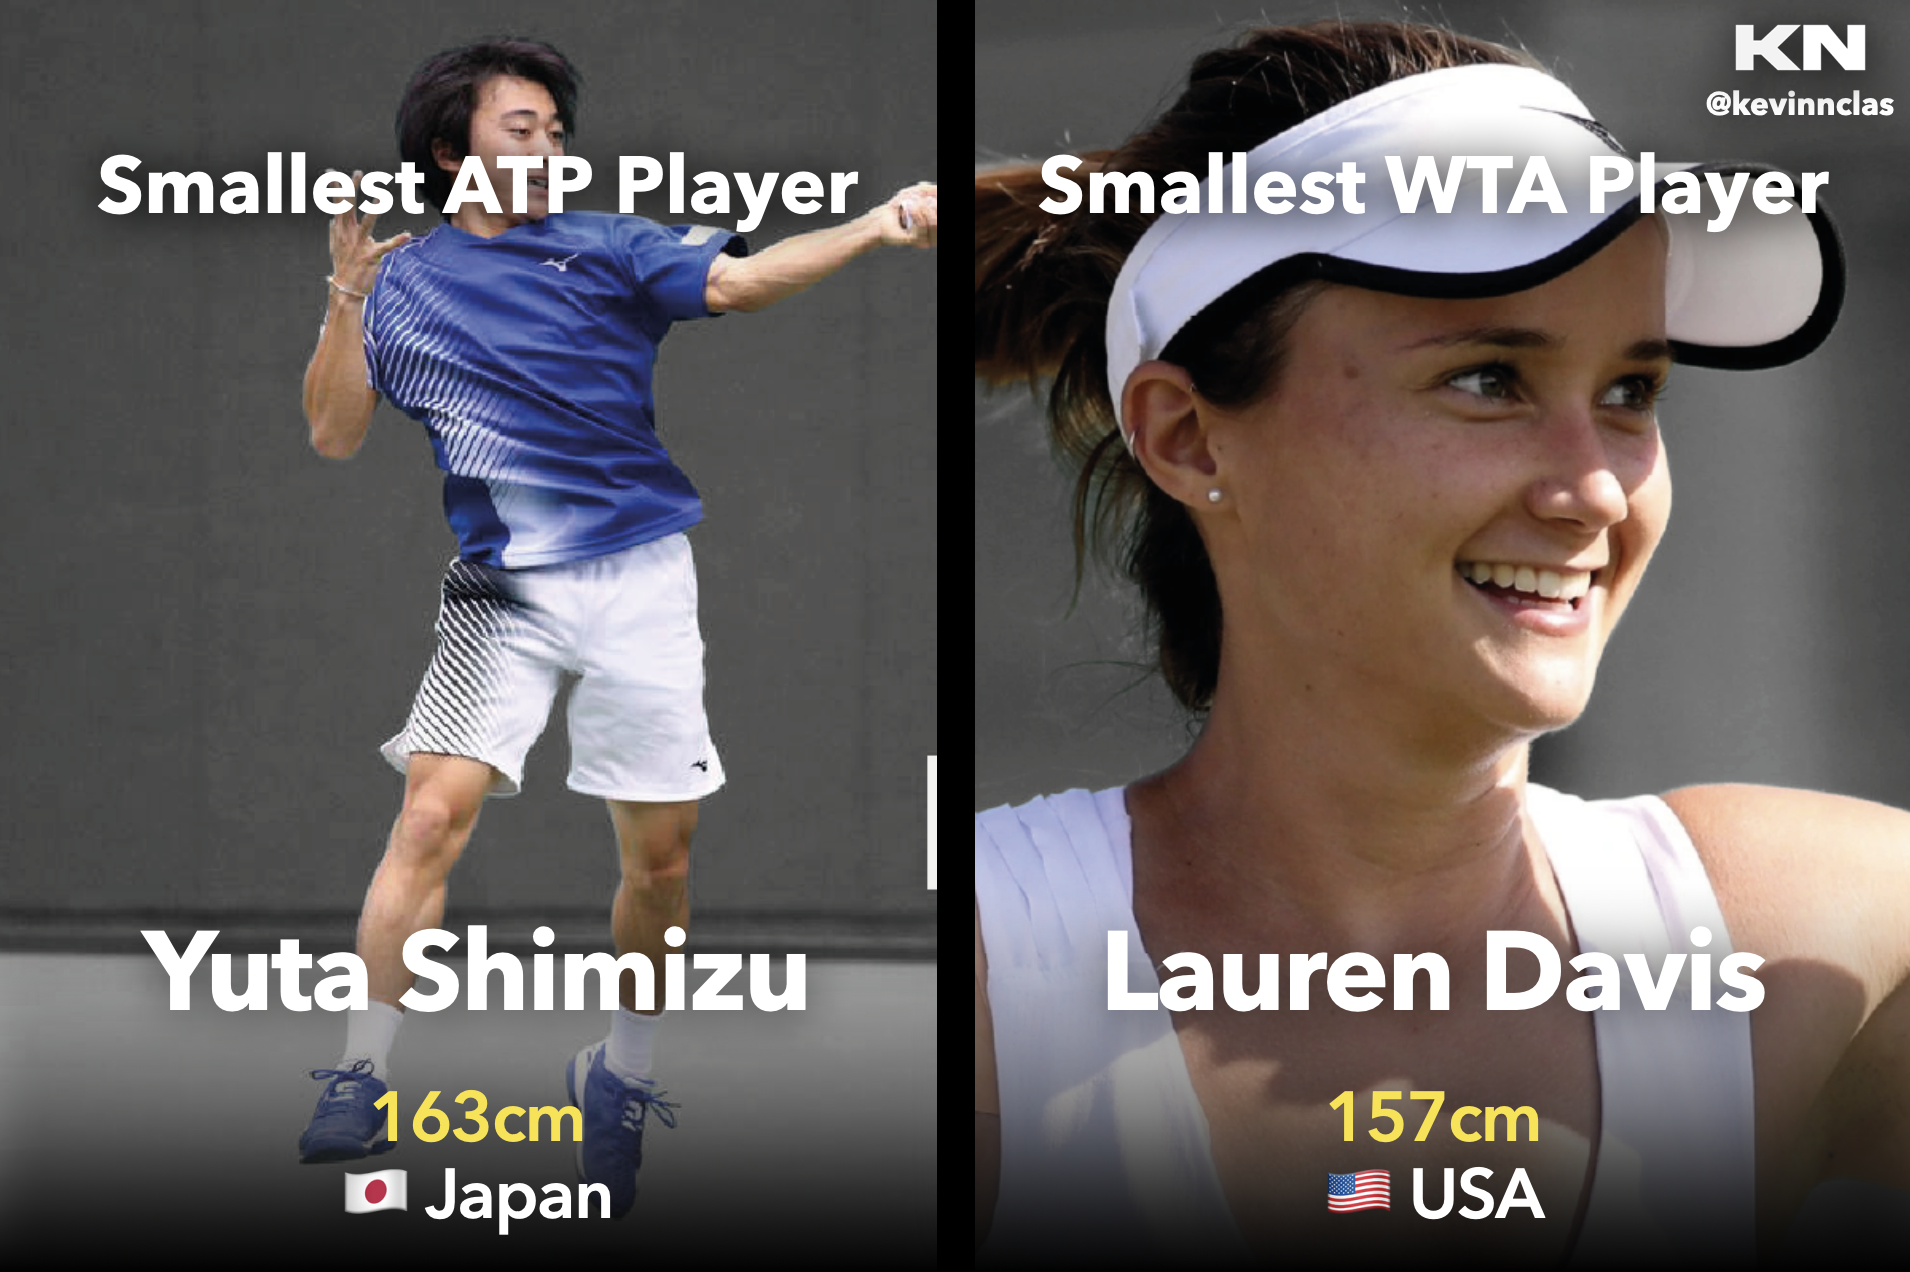 KN
@kevinnclas
Smallest ATP Player
Smallest WTA Player
Yuta Shimizu
Lauren Davis
163cm
157cm
Japan
USA